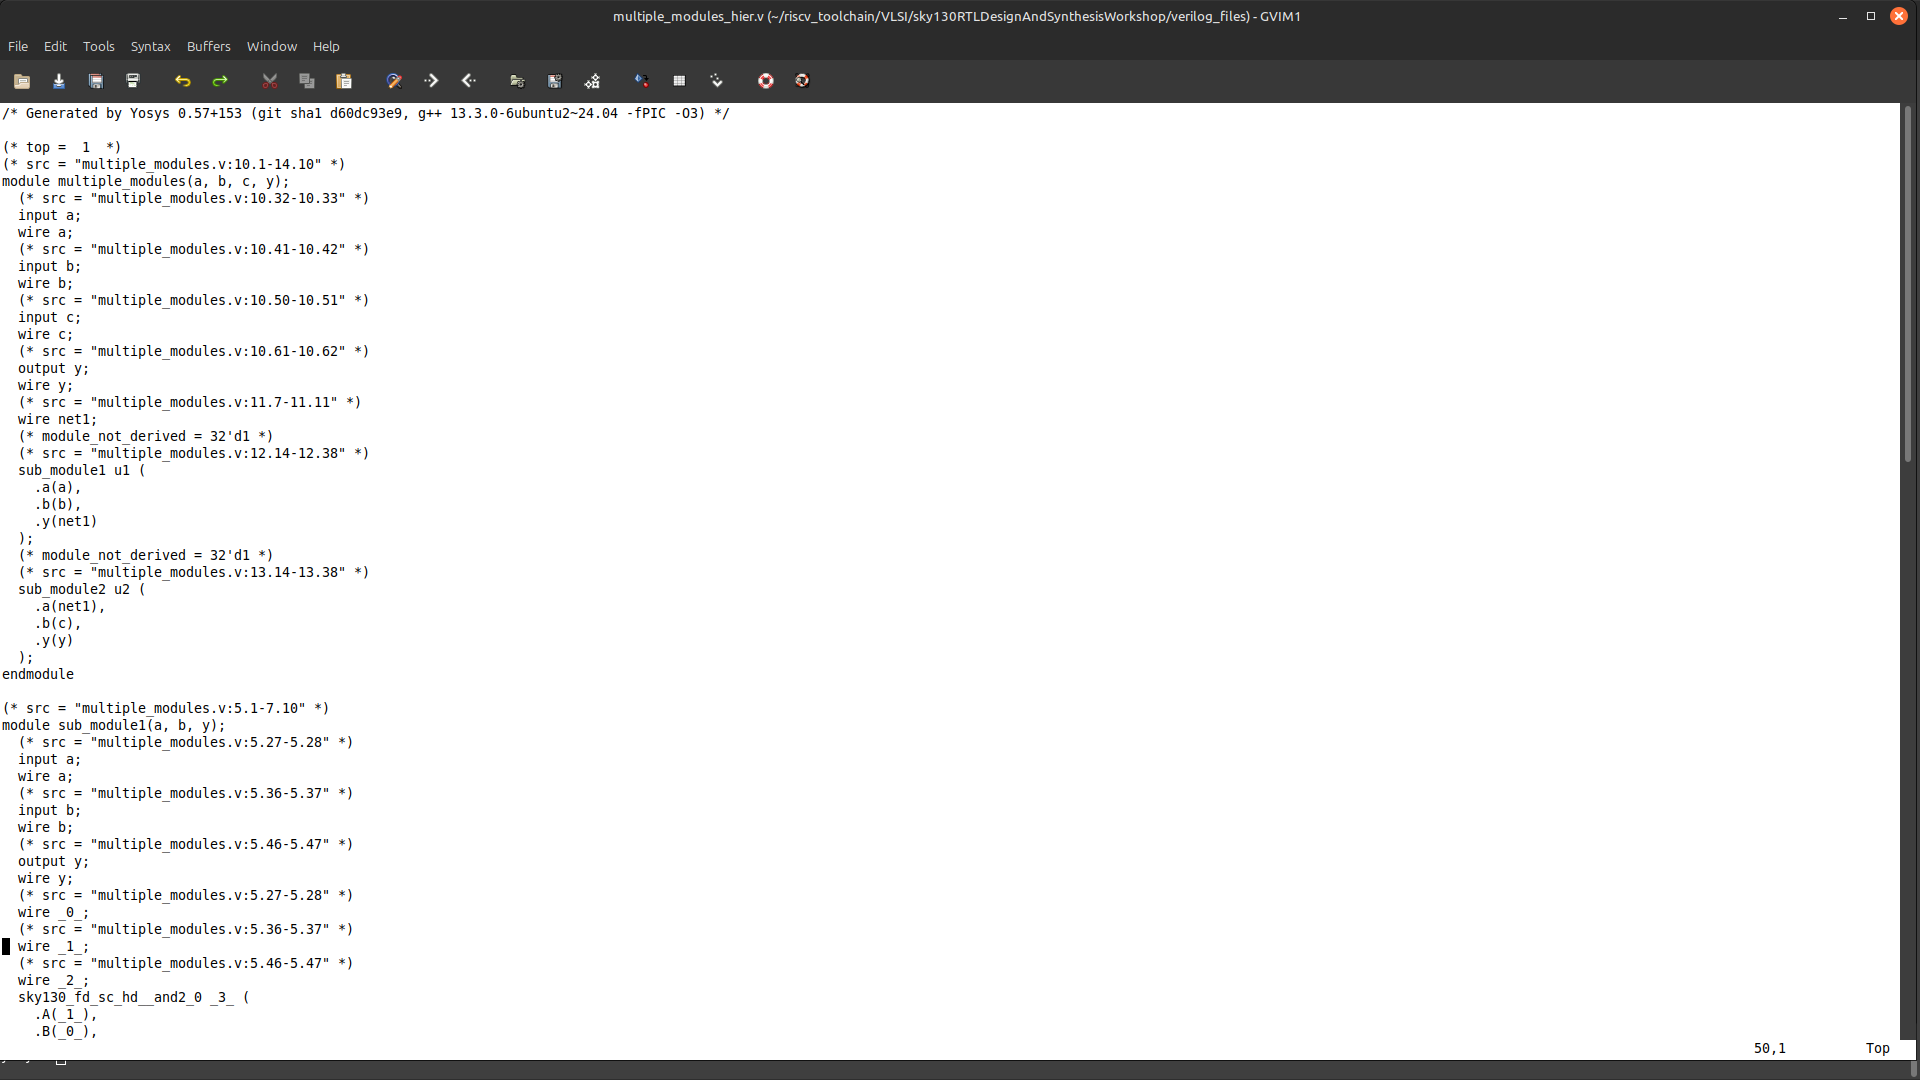 multiple_modules_hier.v (~/riscv_toolchain/VLSI/sky130RTLDesignAndSynthesisWorkshop/verilog_files) - GVIM1
File Edit Tools Syntax Buffers Window Help
/* Generated by Yosys 0.57+153 (git sha1 d60dc93e9, g++ 13.3.0-6ubuntu2~24.04 -fPIC -O3) */
(* top =  1  *)
(* src = "multiple_modules.v:10.1-14.10" *)
module multiple_modules(a, b, c, y);
  (* src = "multiple_modules.v:10.32-10.33" *)
  input a;
  wire a;
  (* src = "multiple_modules.v:10.41-10.42" *)
  input b;
  wire b;
  (* src = "multiple_modules.v:10.50-10.51" *)
  input c;
  wire c;
  (* src = "multiple_modules.v:10.61-10.62" *)
  output y;
  wire y;
  (* src = "multiple_modules.v:11.7-11.11" *)
  wire net1;
  (* module_not_derived = 32'd1 *)
  (* src = "multiple_modules.v:12.14-12.38" *)
  sub_module1 u1 (
    .a(a),
    .b(b),
    .y(net1)
  );
  (* module_not_derived = 32'd1 *)
  (* src = "multiple_modules.v:13.14-13.38" *)
  sub_module2 u2 (
    .a(net1),
    .b(c),
    .y(y)
  );
endmodule
(* src = "multiple_modules.v:5.1-7.10" *)
module sub_module1(a, b, y);
  (* src = "multiple_modules.v:5.27-5.28" *)
  input a;
  wire a;
  (* src = "multiple_modules.v:5.36-5.37" *)
  input b;
  wire b;
  (* src = "multiple_modules.v:5.46-5.47" *)
  output y;
  wire y;
  (* src = "multiple_modules.v:5.27-5.28" *)
  wire _0_;
  (* src = "multiple_modules.v:5.36-5.37" *)
  wire _1_;
  (* src = "multiple_modules.v:5.46-5.47" *)
  wire _2_;
  sky130_fd_sc_hd__and2_0 _3_ (
    .A(_1_),
    .B(_0_),
50,1 Top